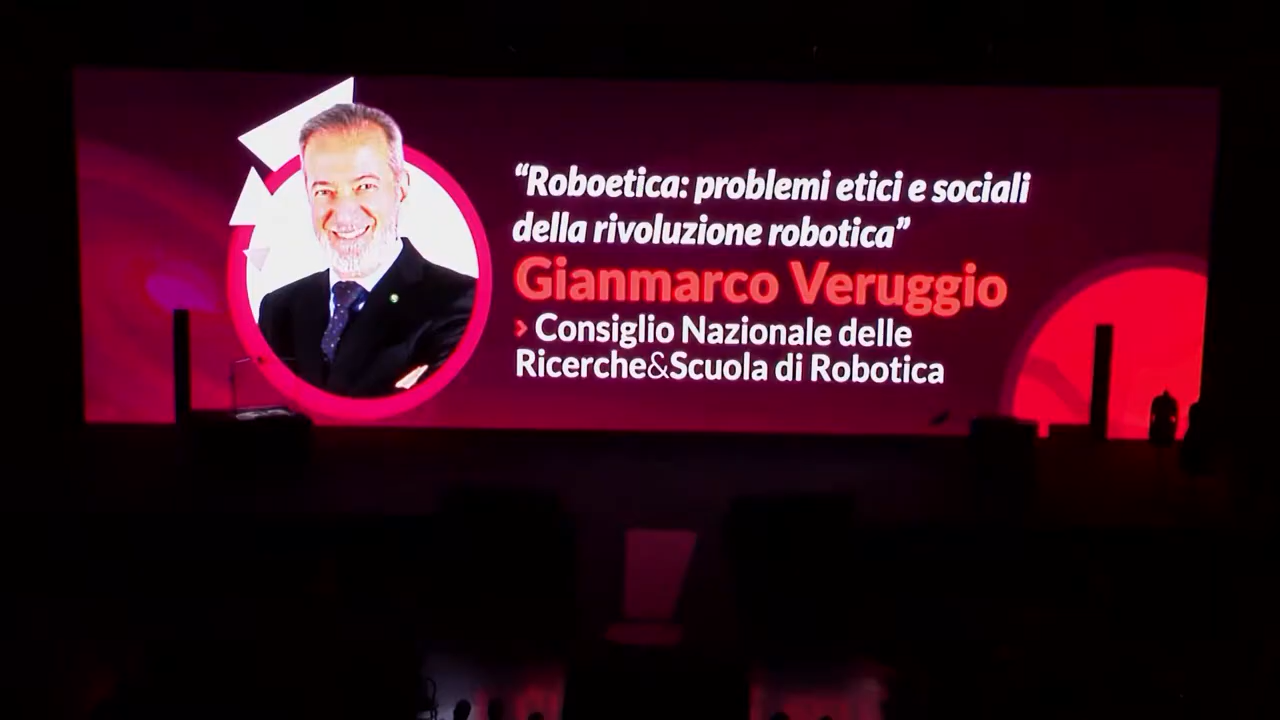 “Roboetica: problemi etici e sociali
della rivoluzione robotica”
Gianmarco Veruggio
› Consiglio Nazionale delle
Ricerche&Scuola di Robotica